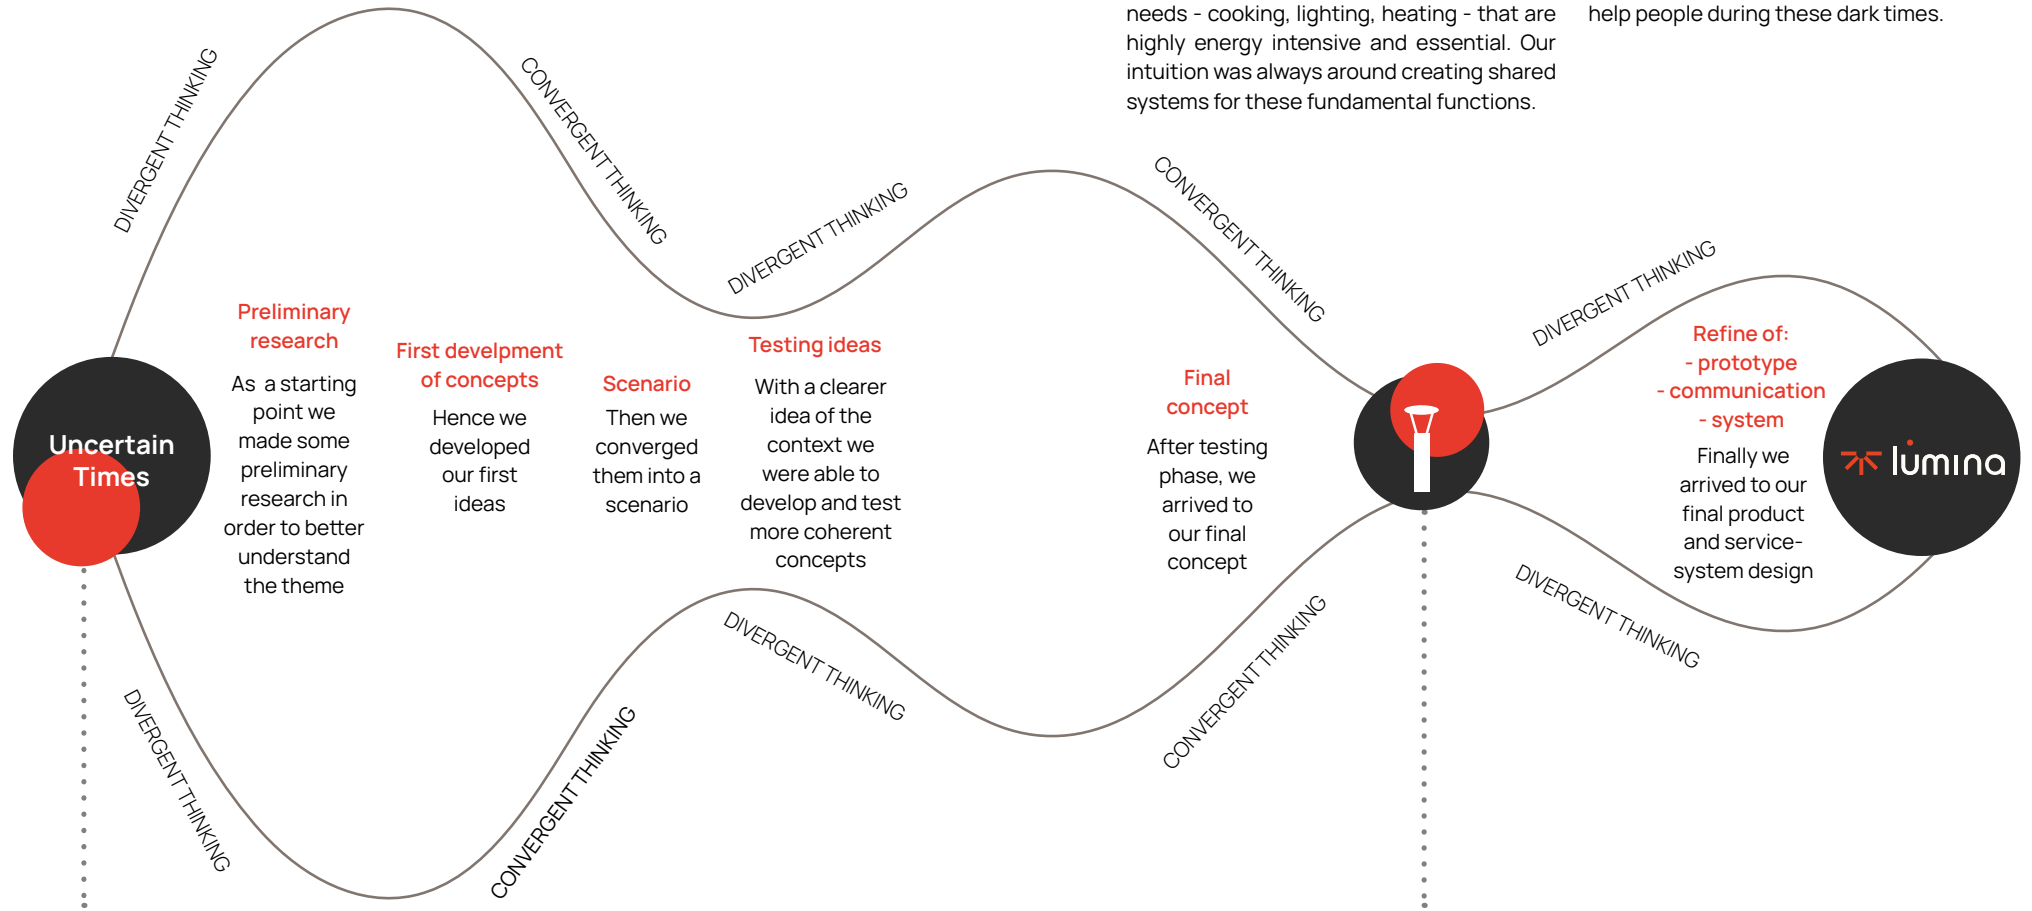 needs - cooking, lighting, heating - that are
highly energy intensive and essential. Our
intuition was always around creating shared
systems for these fundamental functions.
help people during these dark times.
DIVERGENT THINKING
CONVERGENT THINKING
DIVERGENT THINKING
CONVERGENT THINKING
DIVERGENT THINKING
Uncertain
Times
Preliminary
research
As a starting
point we
made some
preliminary
research in
order to better
understand
the theme
First develpment
of concepts
Hence we
developed
our first
ideas
Scenario
Then we
converged
them into a
scenario
Testing ideas
With a clearer
idea of the
context we
were able to
develop and test
more coherent
concepts
Final
concept
After testing
phase, we
arrived to
our final
concept
Refine of:
- prototype
- communication
- system
Finally we
arrived to our
final product
and service-
system design
lumina
DIVERGENT THINKING
CONVERGENT THINKING
DIVERGENT THINKING
CONVERGENT THINKING
DIVERGENT THINKING